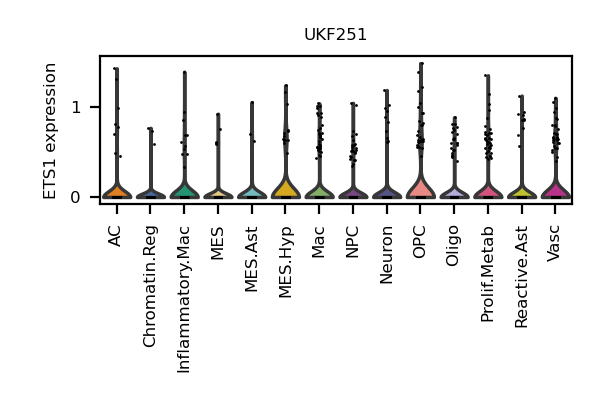 UKF251
ETS1 expression
1
0
AC
Chromatin.Reg
Inflammatory.Mac
MES
MES.Ast
MES.Hyp
Mac
NPC
Neuron
OPC
Oligo
Prolif.Metab
Reactive.Ast
Vasc